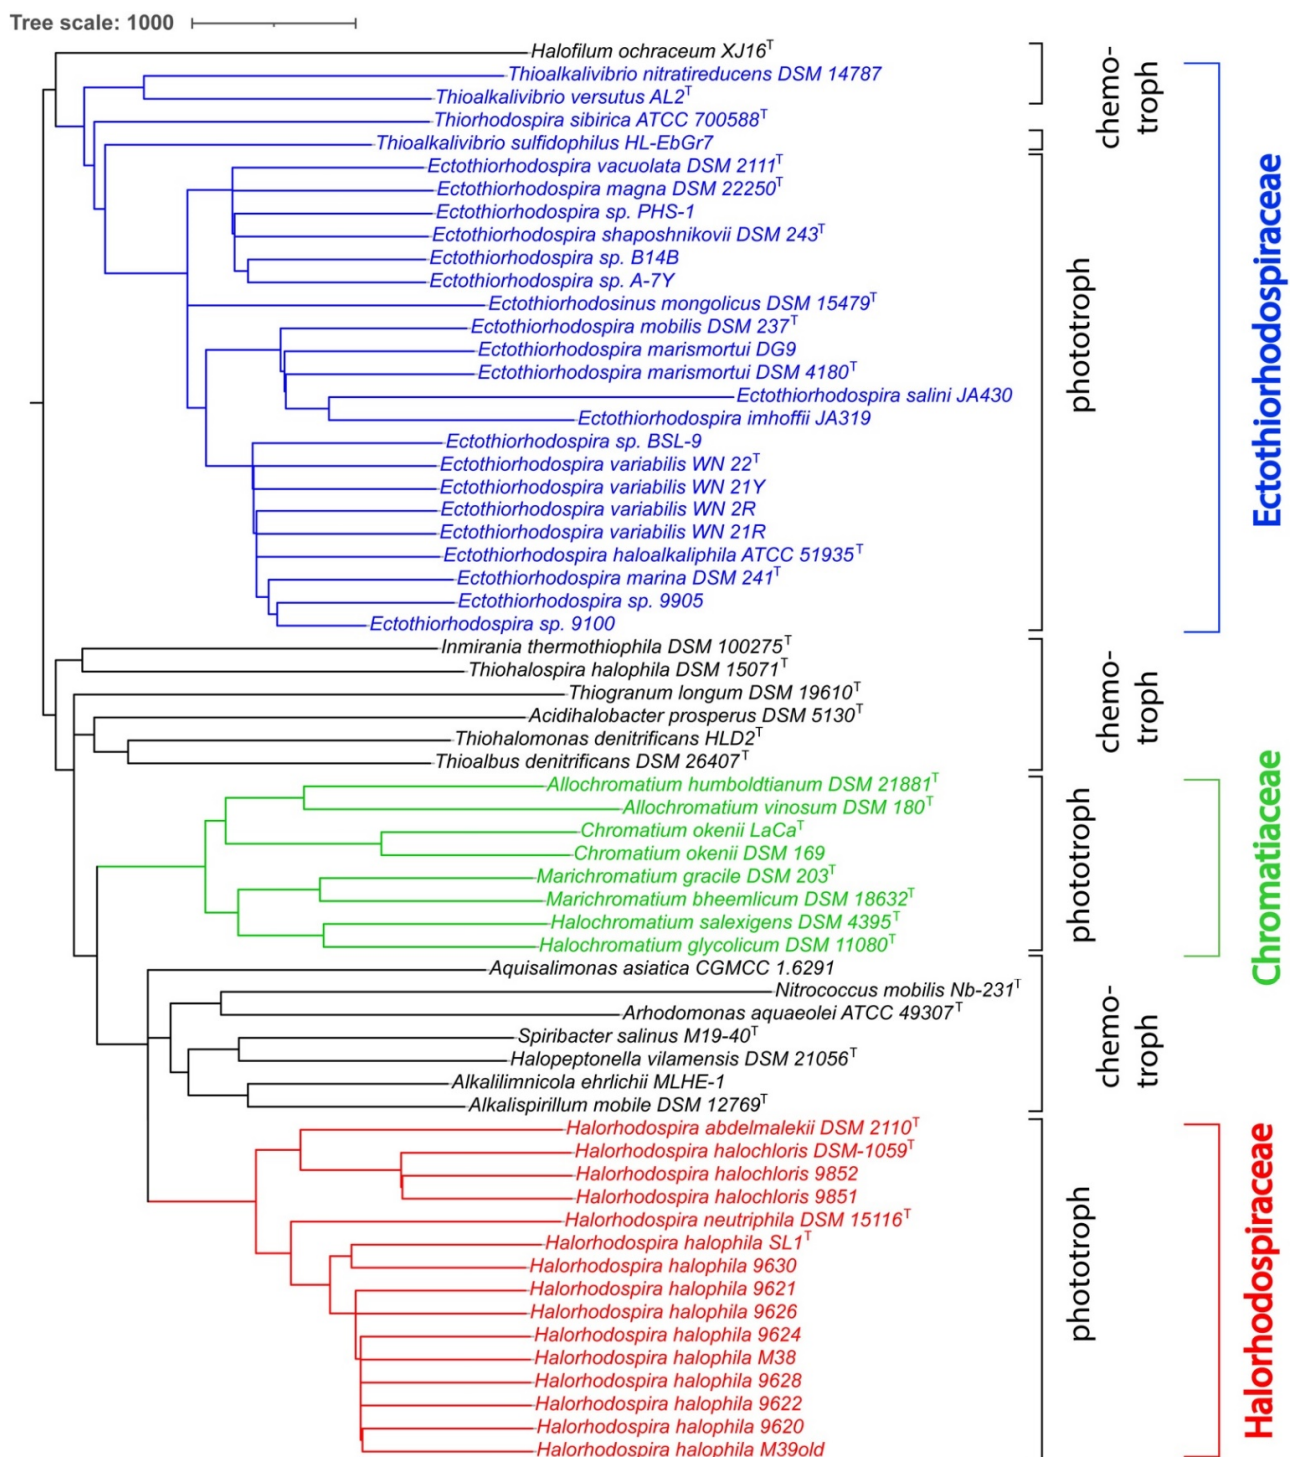 Tree scale: 1000
Halofilum ochraceum XJ16T
Thioalkalivibrio nitratireducens DSM 14787
Thioalkalivibrio versutus AL2T
Thiorhodospira sibirica ATCC 700588T
Thioalkalivibrio sulfidophilus HL-EbGr7
Ectothiorhodospira vacuolata DSM 2111T
Ectothiorhodospira magna DSM 22250T
Ectothiorhodospira sp. PHS-1
Ectothiorhodospira shaposhnikovii DSM 243T
Ectothiorhodospira sp. B14B
Ectothiorhodospira sp. A-7Y
Ectothiorhodosinus mongolicus DSM 15479T
Ectothiorhodospira mobilis DSM 237T
Ectothiorhodospira marismortui DG9
Ectothiorhodospira marismortui DSM 4180T
Ectothiorhodospira salini JA430
Ectothiorhodospira imhoffii JA319
Ectothiorhodospira sp. BSL-9
Ectothiorhodospira variabilis WN 22T
Ectothiorhodospira variabilis WN 21Y
Ectothiorhodospira variabilis WN 2R
Ectothiorhodospira variabilis WN 21R
Ectothiorhodospira haloalkaliphila ATCC 51935T
Ectothiorhodospira marina DSM 241T
Ectothiorhodospira sp. 9905
Ectothiorhodospira sp. 9100
Inmirania thermothiophila DSM 100275T
Thiohalospira halophila DSM 15071T
Thiogranum longum DSM 19610T
Acidihalobacter prosperus DSM 5130T
Thiohalomonas denitrificans HLD2T
Thioalbus denitrificans DSM 26407T
Allochromatium humboldtianum DSM 21881T
Allochromatium vinosum DSM 180T
Chromatium okenii LaCaT
Chromatium okenii DSM 169
Marichromatium gracile DSM 203T
Marichromatium bheemlicum DSM 18632T
Halochromatium salexigens DSM 4395T
Halochromatium glycolicum DSM 11080T
Aquisalimonas asiatica CGMCC 1.6291
Nitrococcus mobilis Nb-231T
Arhodomonas aquaeolei ATCC 49307T
Spiribacter salinus M19-40T
Halopeptonella vilamensis DSM 21056T
Alkalilimnicola ehrlichii MLHE-1
Alkalispirillum mobile DSM 12769T
Halorhodospira abdelmalekii DSM 2110T
Halorhodospira halochloris DSM-1059T
Halorhodospira halochloris 9852
Halorhodospira halochloris 9851
Halorhodospira neutriphila DSM 15116T
Halorhodospira halophila SL1T
Halorhodospira halophila 9630
Halorhodospira halophila 9621
Halorhodospira halophila 9626
Halorhodospira halophila 9624
Halorhodospira halophila M38
Halorhodospira halophila 9628
Halorhodospira halophila 9622
Halorhodospira halophila 9620
Halorhodospira halophila M39old
chemo-
troph
phototroph
chemo-
troph
phototroph
chemo-
troph
phototroph
Ectothiorhodospiraceae
Chromatiaceae
Halorhodospiraceae